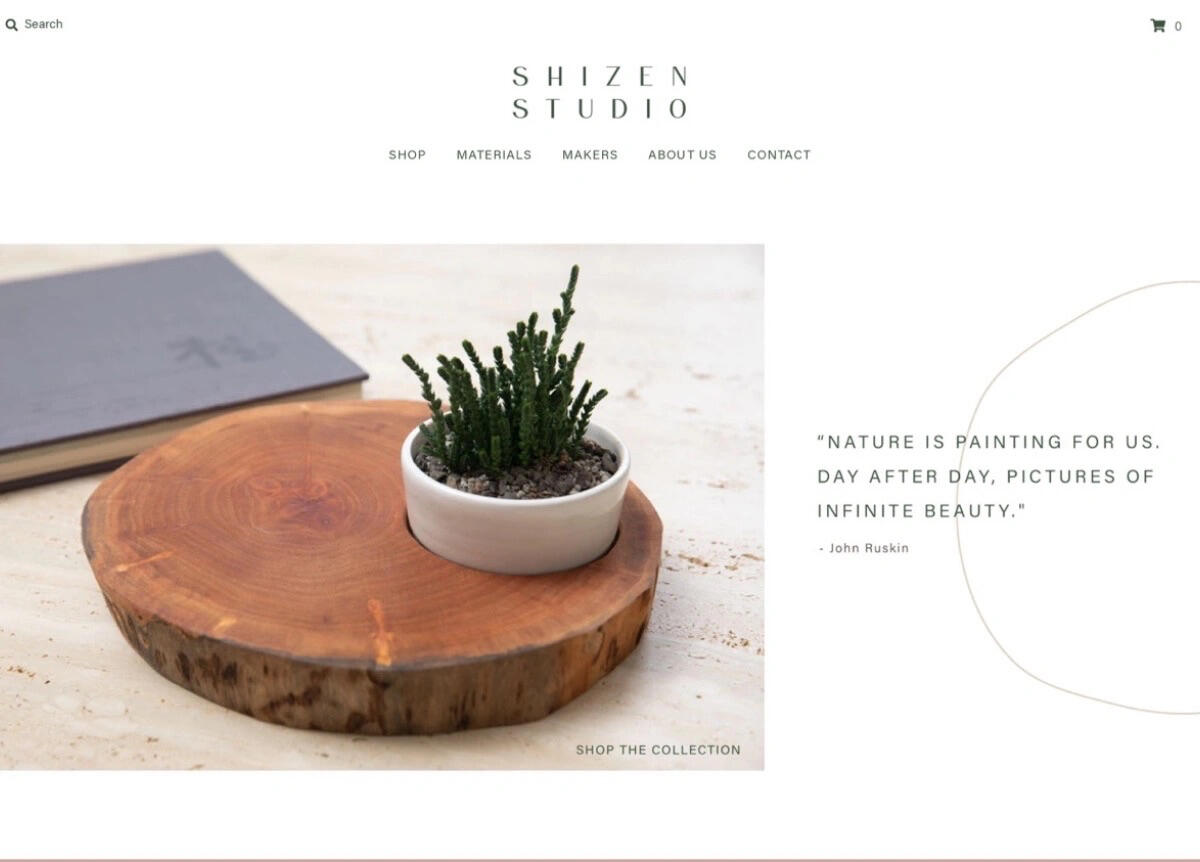 Search
0
SHIZEN
STUDIO
SHOP
MATERIALS
MAKERS
ABOUT US
CONTACT
“NATURE IS PAINTING FOR US.
DAY AFTER DAY, PICTURES OF
INFINITE BEAUTY."
- John Ruskin
SHOP THE COLLECTION